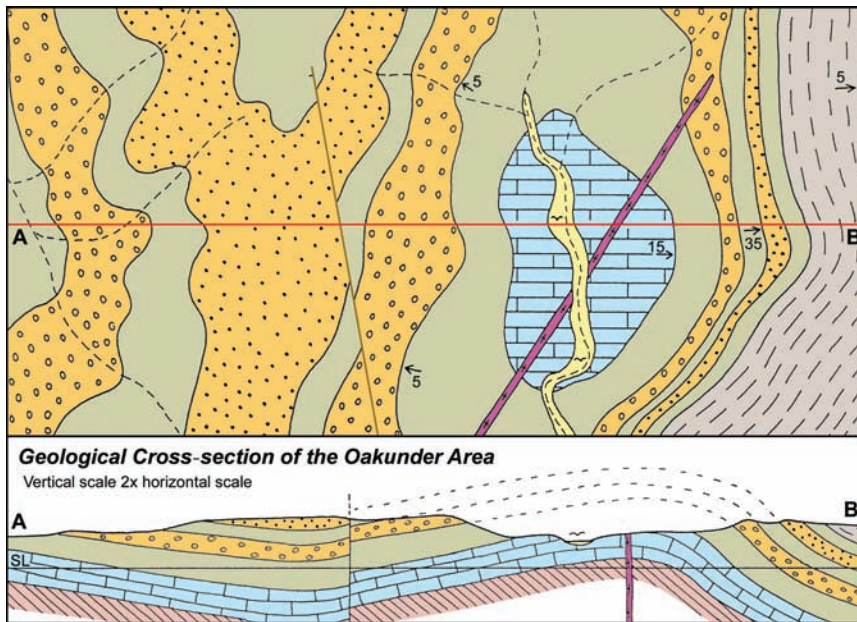 5
5
A
15
35
B
5
Geological Cross-section of the Oakunder Area
Vertical scale 2x horizontal scale
A
B
SL